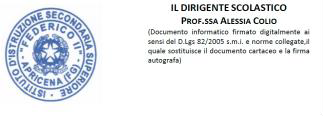 IL DIRIGENTE SCOLASTICO
PROF.SSA ALESSIA COLIO
(Documento informatico firmato digitalmente ai
sensi del D.Lgs 82/2005 s.m.i. e norme collegate,il
quale sostituisce il documento cartaceo e la firma
autografa)
ISTITUTO D'ISTRUZIONE SECONDARIA SUPERIORE
"FEDERICO II"
APRICENA (FG)